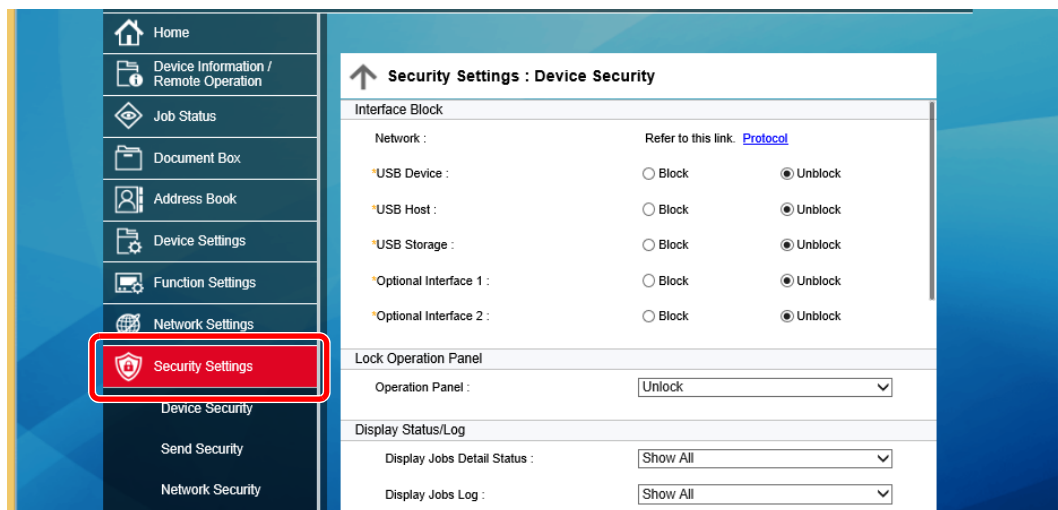 Home
Device Information /
Remote Operation
Job Status
Document Box
Address Book
Device Settings
Function Settings
Network Settings
Security Settings
Device Security
Send Security
Network Security
Security Settings : Device Security
Interface Block
Network : Refer to this link. Protocol
*USB Device : Block Unblock
*USB Host : Block Unblock
*USB Storage : Block Unblock
*Optional Interface 1 : Block Unblock
*Optional Interface 2 : Block Unblock
Lock Operation Panel
Operation Panel : Unlock
Display Status/Log
Display Jobs Detail Status : Show All
Display Jobs Log : Show All